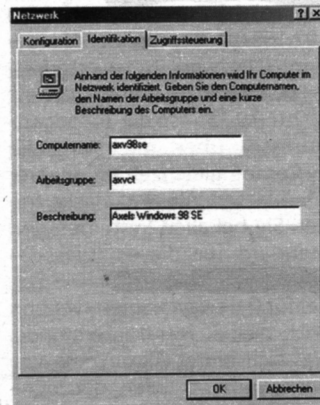 Netzwerk
Konfiguration Identifikation Zugriffssteuerung
Anhand der folgenden Informationen wird Ihr Computer im
Netzwerk identifiziert. Geben Sie den Computernamen,
den Namen der Arbeitsgruppe und eine kurze
Beschreibung des Computers ein.
Computername: axv98se
Arbeitsgruppe: axvct
Beschreibung: Axels Windows 98 SE
OK Abbrechen